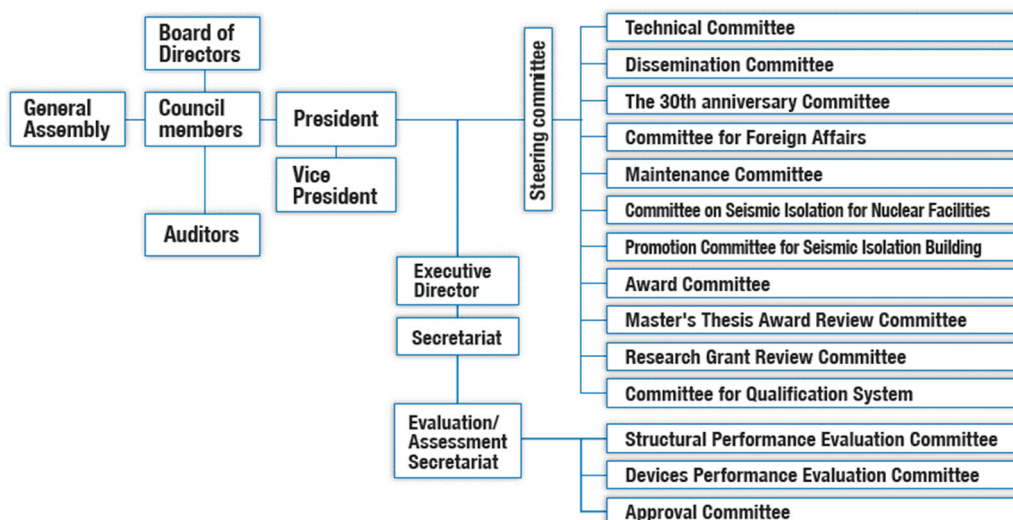 Board of
Directors
General
Assembly
Council
members
President
Vice
President
Auditors
Executive
Director
Secretariat
Evaluation/
Assessment
Secretariat
Steering committee
Technical Committee
Dissemination Committee
The 30th anniversary Committee
Committee for Foreign Affairs
Maintenance Committee
Committee on Seismic Isolation for Nuclear Facilities
Promotion Committee for Seismic Isolation Building
Award Committee
Master's Thesis Award Review Committee
Research Grant Review Committee
Committee for Qualification System
Structural Performance Evaluation Committee
Devices Performance Evaluation Committee
Approval Committee